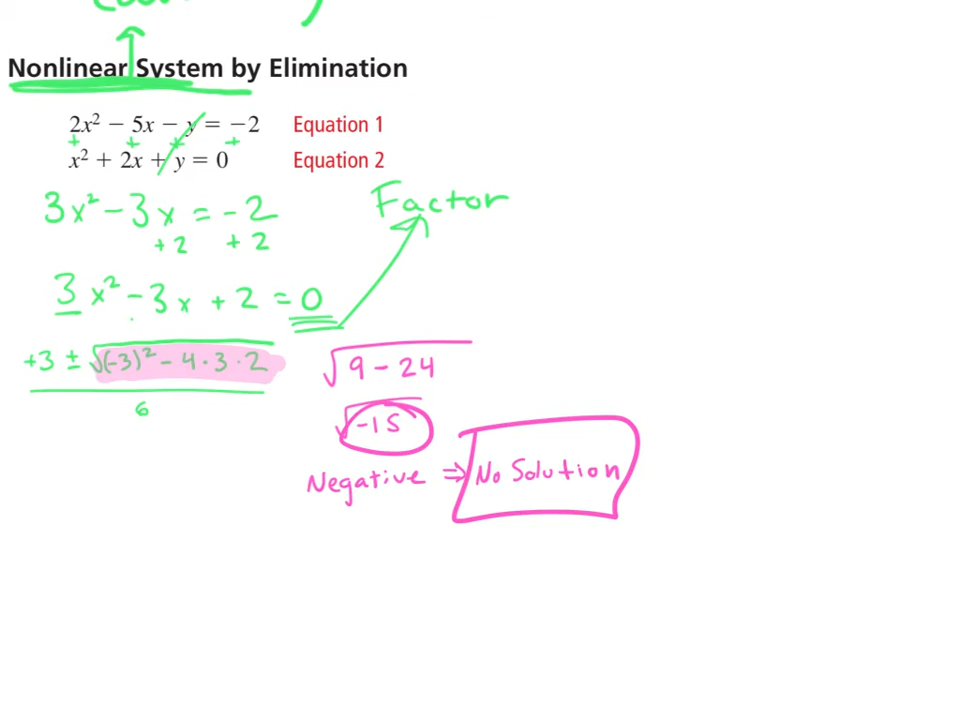 Nonlinear System by Elimination
2x² − 5x − y = −2 Equation 1
+ + + +
x² + 2x + y = 0 Equation 2
3x² − 3x = −2
+2 +2
Factor
3x² − 3x + 2 = 0
+3 ± √(-3)² − 4 · 3 · 2
6
√9 − 24
√-15
Negative ⇒ No Solution